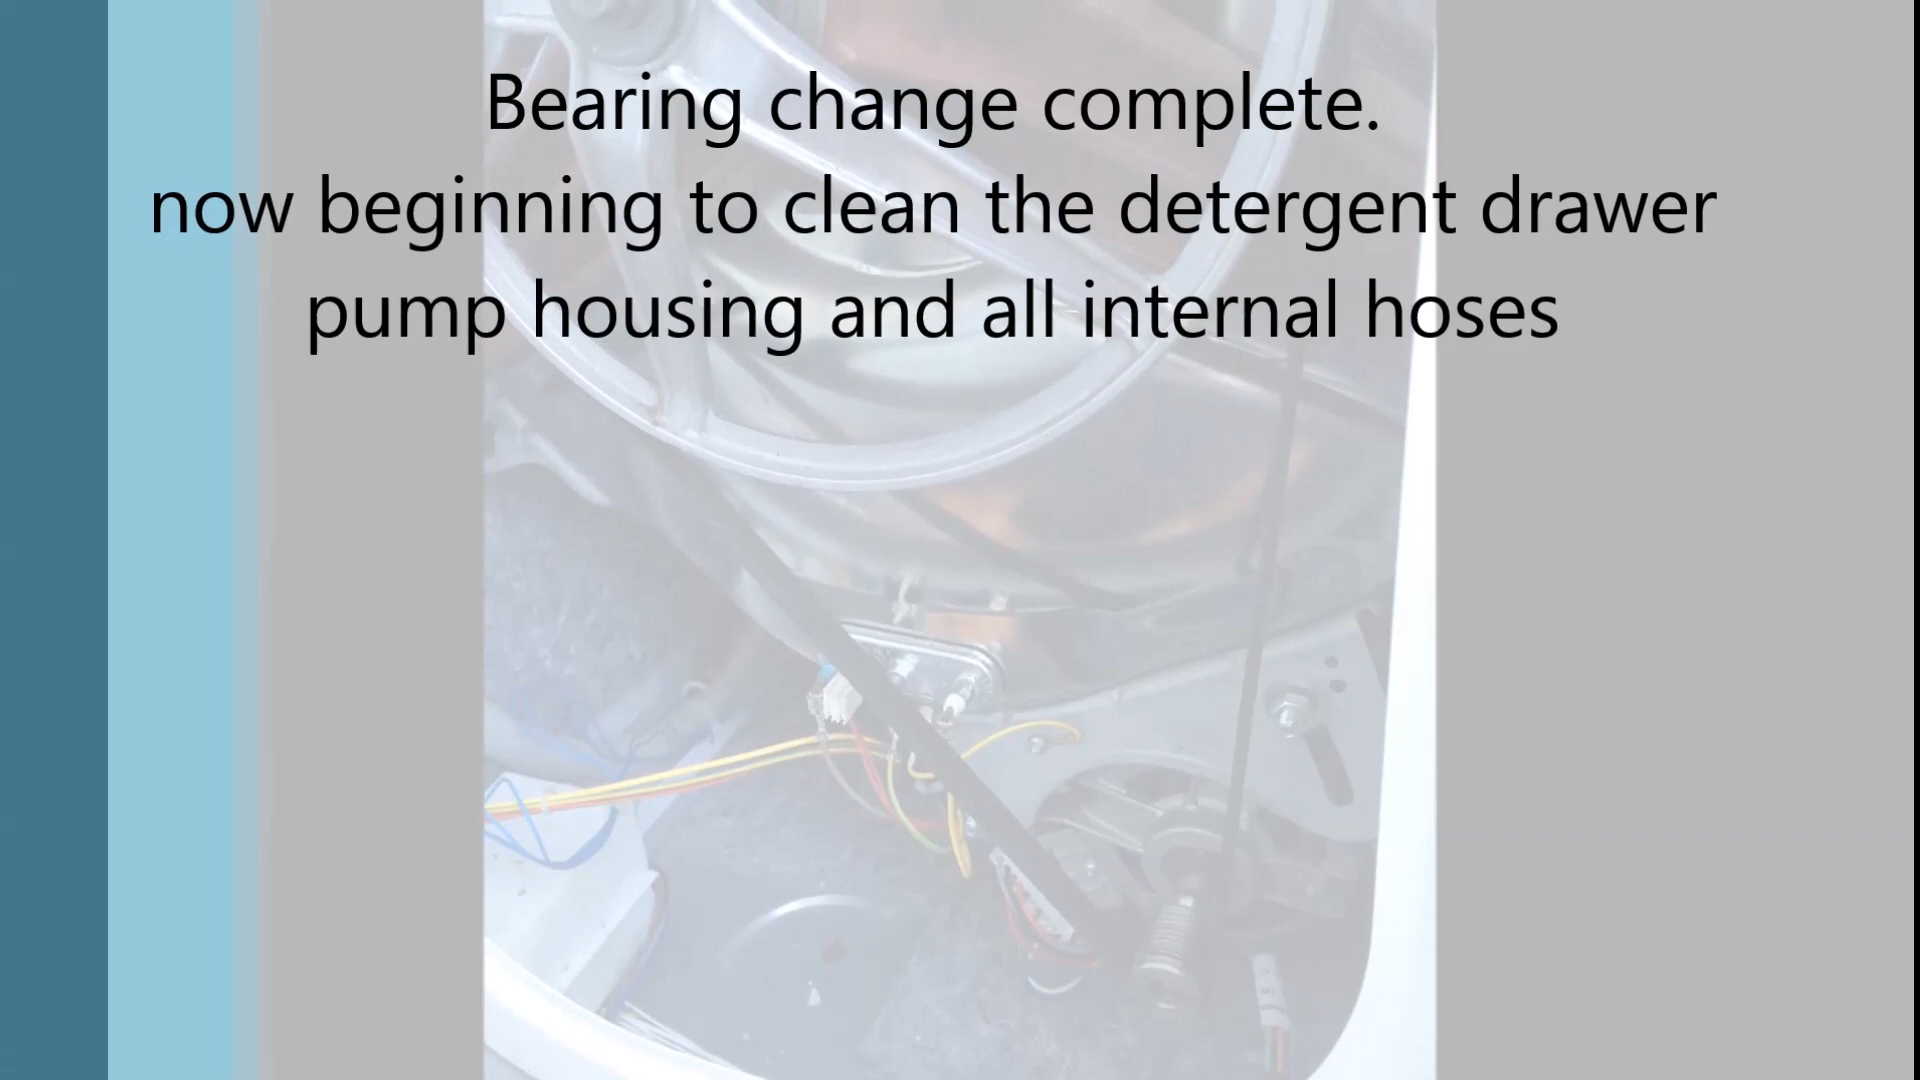 Bearing change complete.
now beginning to clean the detergent drawer
pump housing and all internal hoses